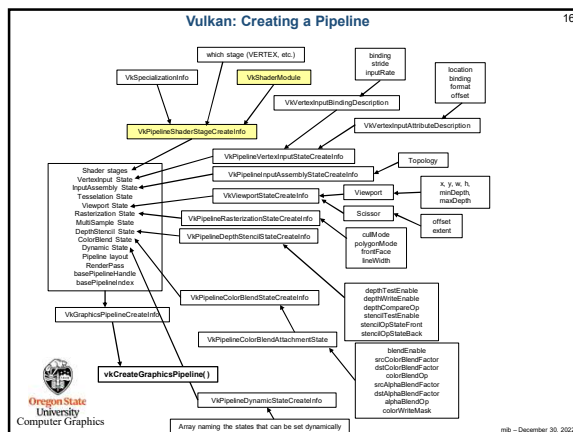 Vulkan: Creating a Pipeline
16
which stage (VERTEX, etc.)
binding
stride
inputRate
VkSpecializationInfo
VkShaderModule
location
binding
format
offset
VkVertexInputBindingDescription
VkPipelineShaderStageCreateInfo
VkVertexInputAttributeDescription
VkPipelineVertexInputStateCreateInfo
VkPipelineInputAssemblyStateCreateInfo
Topology
Shader stages
VertexInput State
InputAssembly State
Tesselation State
Viewport State
Rasterization State
MultiSample State
DepthStencil State
ColorBlend State
Dynamic State
Pipeline layout
RenderPass
basePipelineHandle
basePipelineIndex
VkViewportStateCreateInfo
Viewport
x, y, w, h,
minDepth,
maxDepth
Scissor
offset
extent
VkPipelineRasterizationStateCreateInfo
cullMode
polygonMode
frontFace
lineWidth
VkPipelineDepthStencilStateCreateInfo
depthTestEnable
depthWriteEnable
depthCompareOp
stencilTestEnable
stencilOpStateFront
stencilOpStateBack
VkPipelineColorBlendStateCreateInfo
VkGraphicsPipelineCreateInfo
VkPipelineColorBlendAttachmentState
blendEnable
srcColorBlendFactor
dstColorBlendFactor
colorBlendOp
srcAlphaBlendFactor
dstAlphaBlendFactor
alphaBlendOp
colorWriteMask
vkCreateGraphicsPipeline( )
VkPipelineDynamicStateCreateInfo
Array naming the states that can be set dynamically
Oregon State
University
Computer Graphics
mjb – December 30, 2022